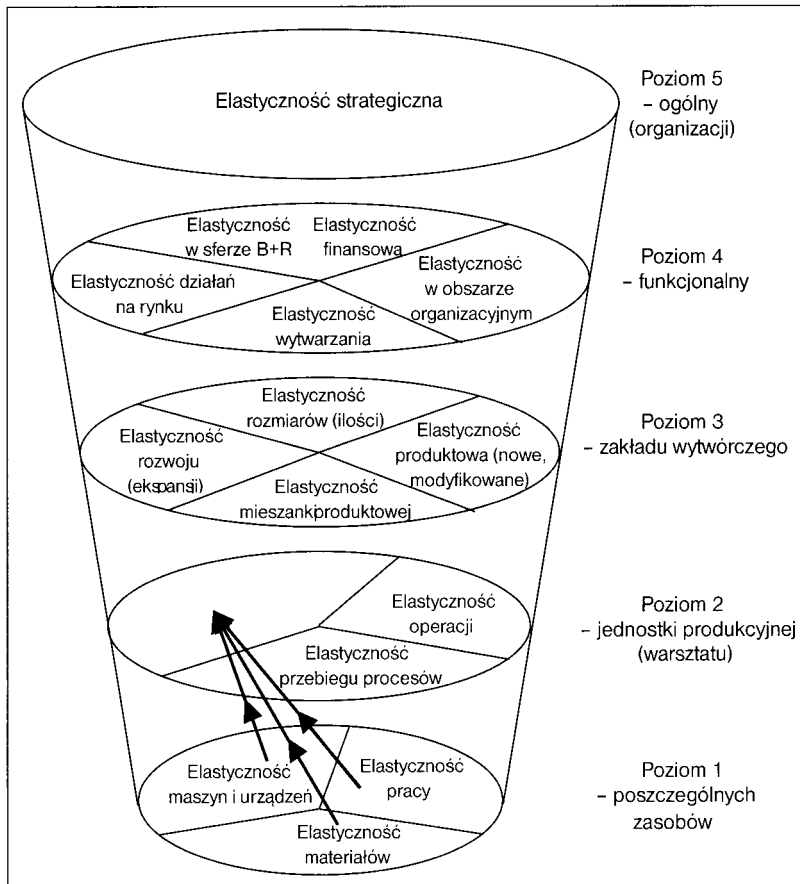 Elastyczność strategiczna
Poziom 5
– ogólny
(organizacji)
Elastyczność
w sferze B+R
Elastyczność
finansową
Elastyczność działań
na rynku
Elastyczność
w obszarze
organizacyjnym
Elastyczność
wytwarzania
Poziom 4
– funkcjonalny
Elastyczność
rozmiarów (ilości)
Elastyczność
rozwoju
(ekspansji)
Elastyczność
produktowa (nowe,
modyfikowane)
Elastyczność
mieszanki produktowej
Poziom 3
– zakładu wytwórczego
Elastyczność
operacji
Elastyczność
przebiegu procesów
Poziom 2
– jednostki produkcyjnej
(warsztatu)
Elastyczność
maszyn i urządzeń
Elastyczność
pracy
Elastyczność
materiałów
Poziom 1
– poszczególnych
zasobów